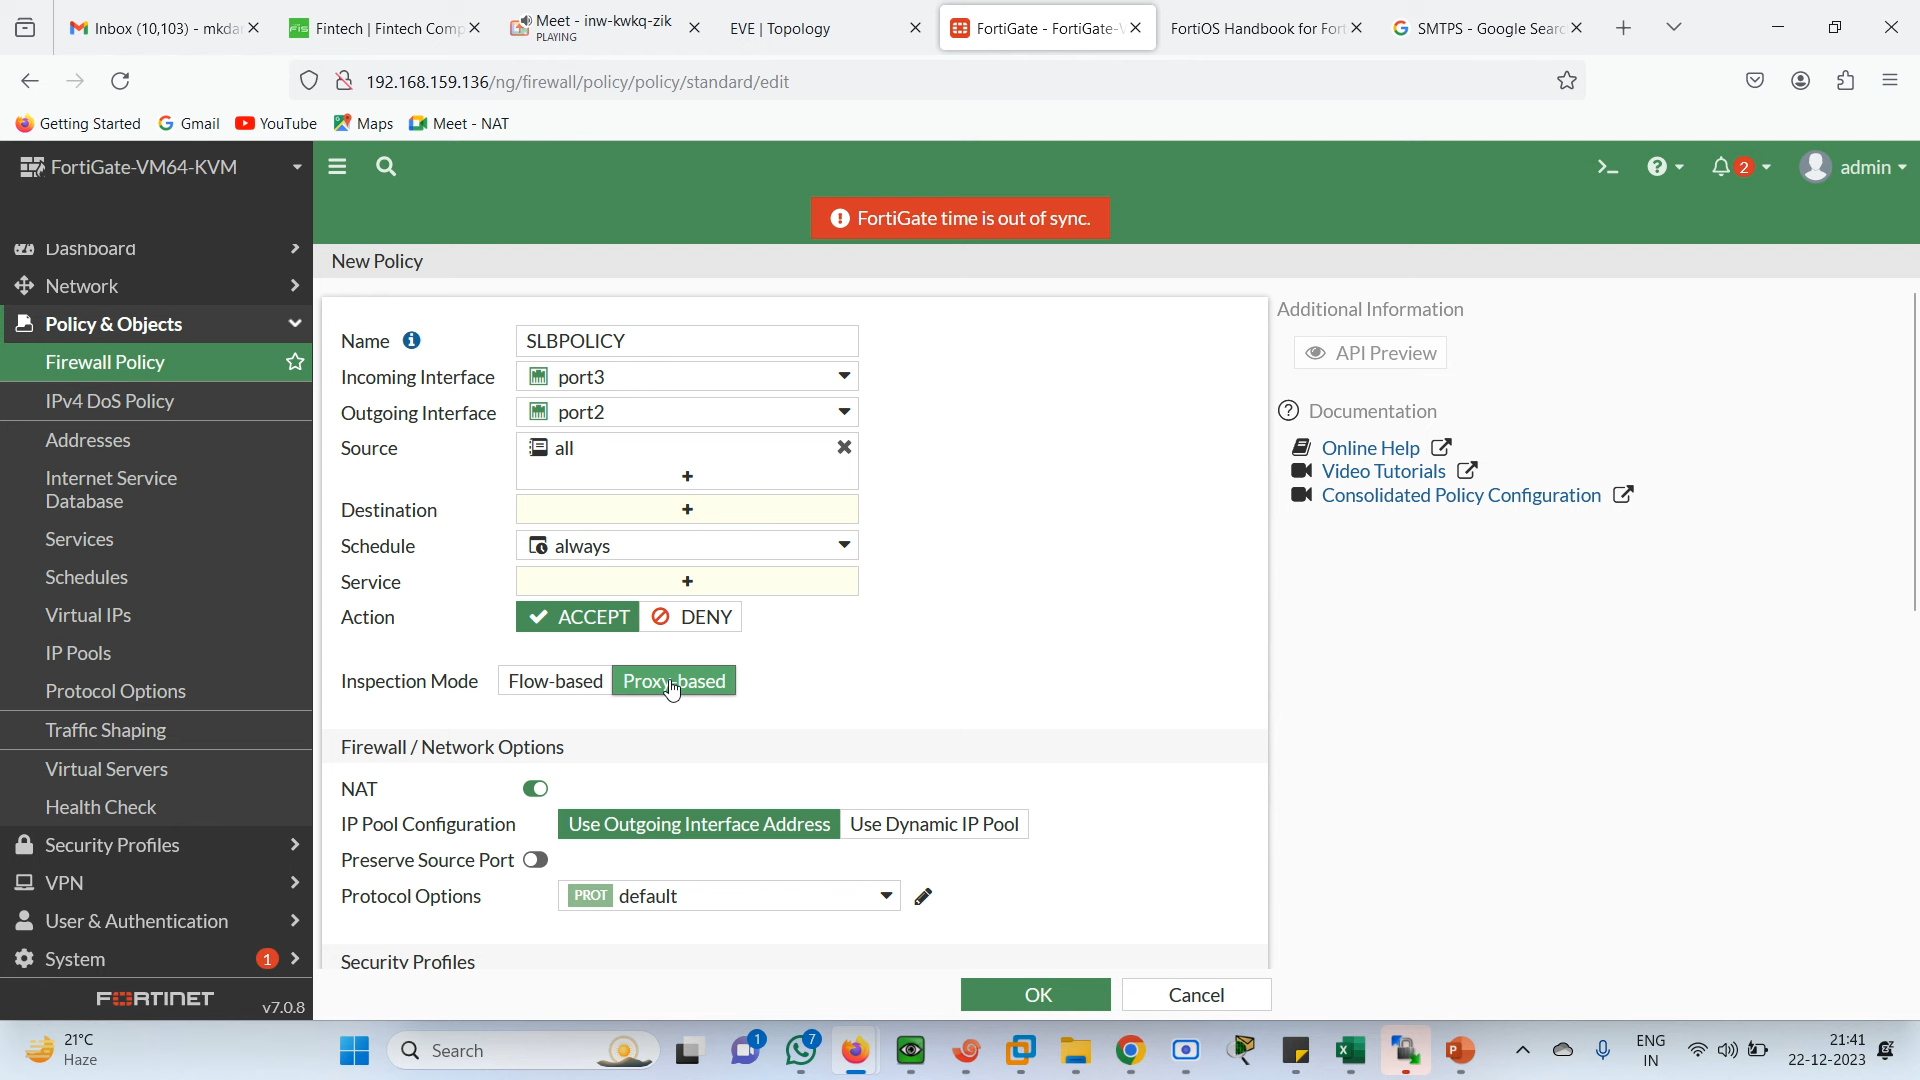 Inbox (10,103) - mkda
Fintech | Fintech Comp
Meet - inw-kwkq-zik
PLAYING
EVE | Topology
FortiGate - FortiGate-V
FortiOS Handbook for Fort
SMTPS - Google Searc
192.168.159.136/ng/firewall/policy/policy/standard/edit
Getting Started
Gmail
YouTube
Maps
Meet - NAT
FortiGate-VM64-KVM
2
admin
FortiGate time is out of sync.
Dashboard
Network
Policy & Objects
Firewall Policy
IPv4 DoS Policy
Addresses
Internet Service
Database
Services
Schedules
Virtual IPs
IP Pools
Protocol Options
Traffic Shaping
Virtual Servers
Health Check
Security Profiles
VPN
User & Authentication
System
1
FORTINET
v7.0.8
New Policy
Name
SLBPOLICY
Incoming Interface
port3
Outgoing Interface
port2
Source
all
Destination
Schedule
always
Service
Action
ACCEPT
DENY
Inspection Mode
Flow-based
Proxy-based
Firewall / Network Options
NAT
IP Pool Configuration
Use Outgoing Interface Address
Use Dynamic IP Pool
Preserve Source Port
Protocol Options
PROT
default
Security Profiles
OK
Cancel
Additional Information
API Preview
Documentation
Online Help
Video Tutorials
Consolidated Policy Configuration
21°C
Haze
Search
1
7
ENG
IN
21:41
22-12-2023